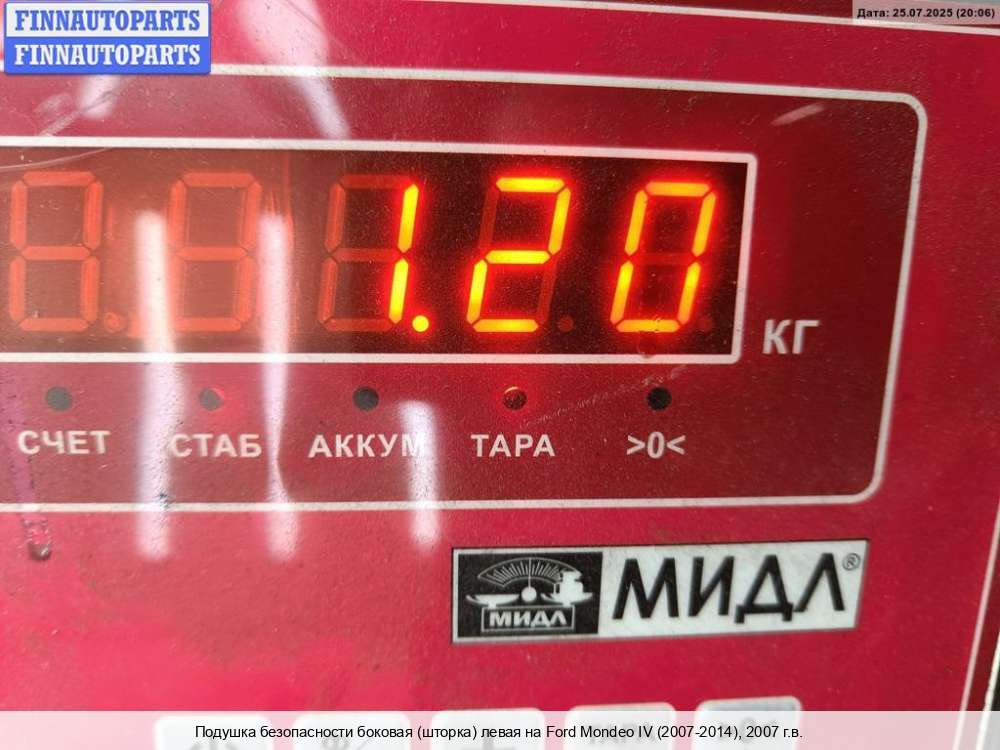 FINNAUTOPARTS
FINNAUTOPARTS
Дата: 25.07.2025 (20:06)
1.20
КГ
СЧЕТ СТАБ АККУМ ТАРА >0<
МИДЛ МИДЛ®
ТАРА
Подушка безопасности боковая (шторка) левая на Ford Mondeo IV (2007-2014), 2007 г.в.